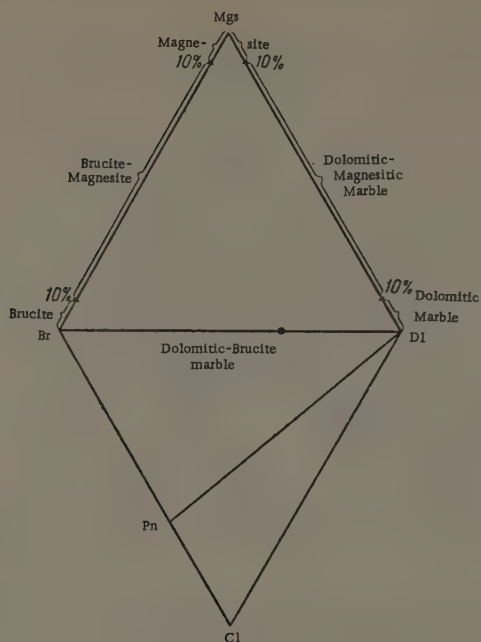 Mgs
Magne-
site
10%
10%
Brucite-
Magnesite
Dolomitic-
Magnesitic
Marble
10%
10%
Dolomitic
Marble
Brucite
Br
Dl
Dolomitic-Brucite
marble
Pn
Cl